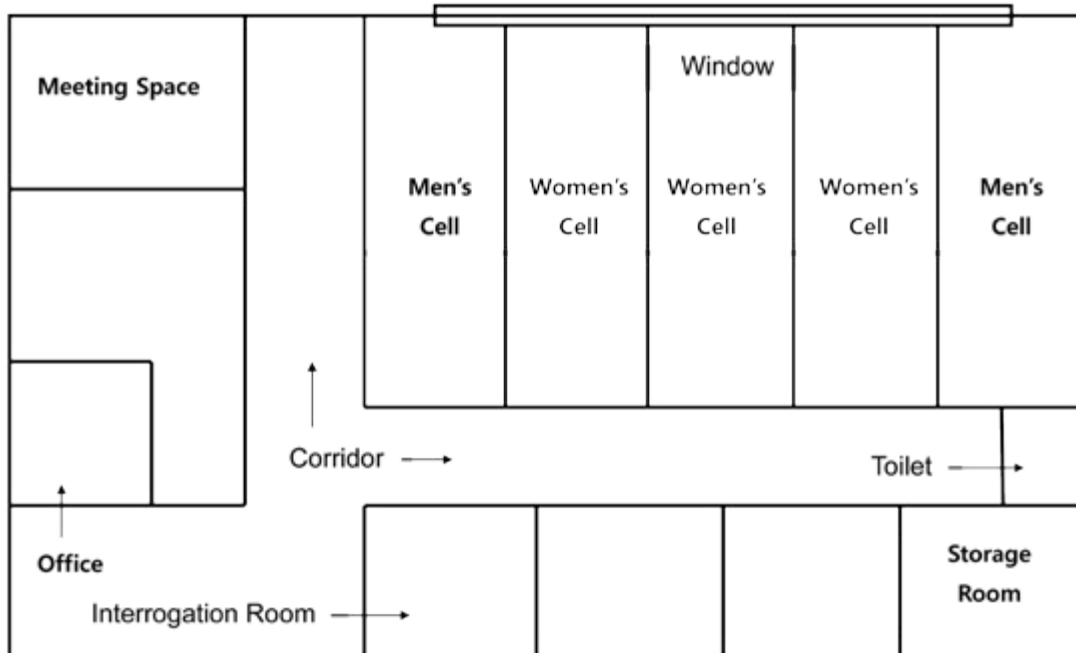 Meeting Space
Window
Men's
Cell
Women's
Cell
Women's
Cell
Women's
Cell
Men's
Cell
Corridor
Toilet
Office
Interrogation Room
Storage
Room